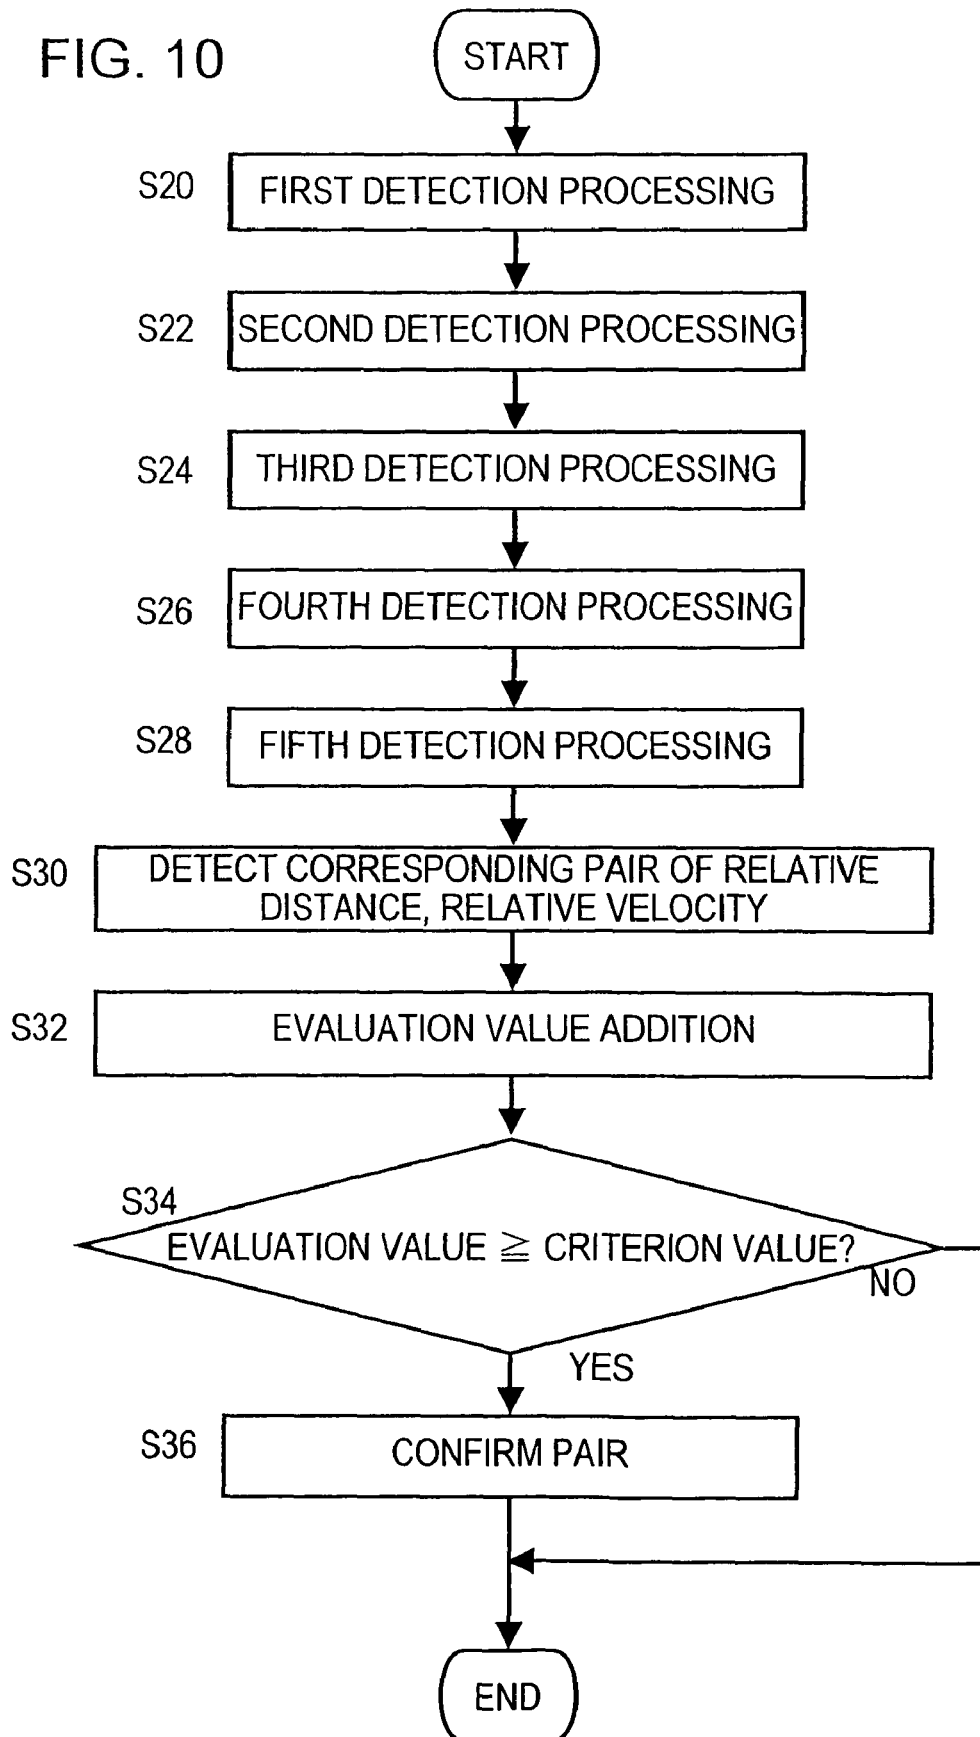 FIG. 10
START
S20
FIRST DETECTION PROCESSING
S22
SECOND DETECTION PROCESSING
S24
THIRD DETECTION PROCESSING
S26
FOURTH DETECTION PROCESSING
S28
FIFTH DETECTION PROCESSING
S30
DETECT CORRESPONDING PAIR OF RELATIVE
DISTANCE, RELATIVE VELOCITY
S32
EVALUATION VALUE ADDITION
S34
EVALUATION VALUE ≧ CRITERION VALUE?
NO
YES
S36
CONFIRM PAIR
END